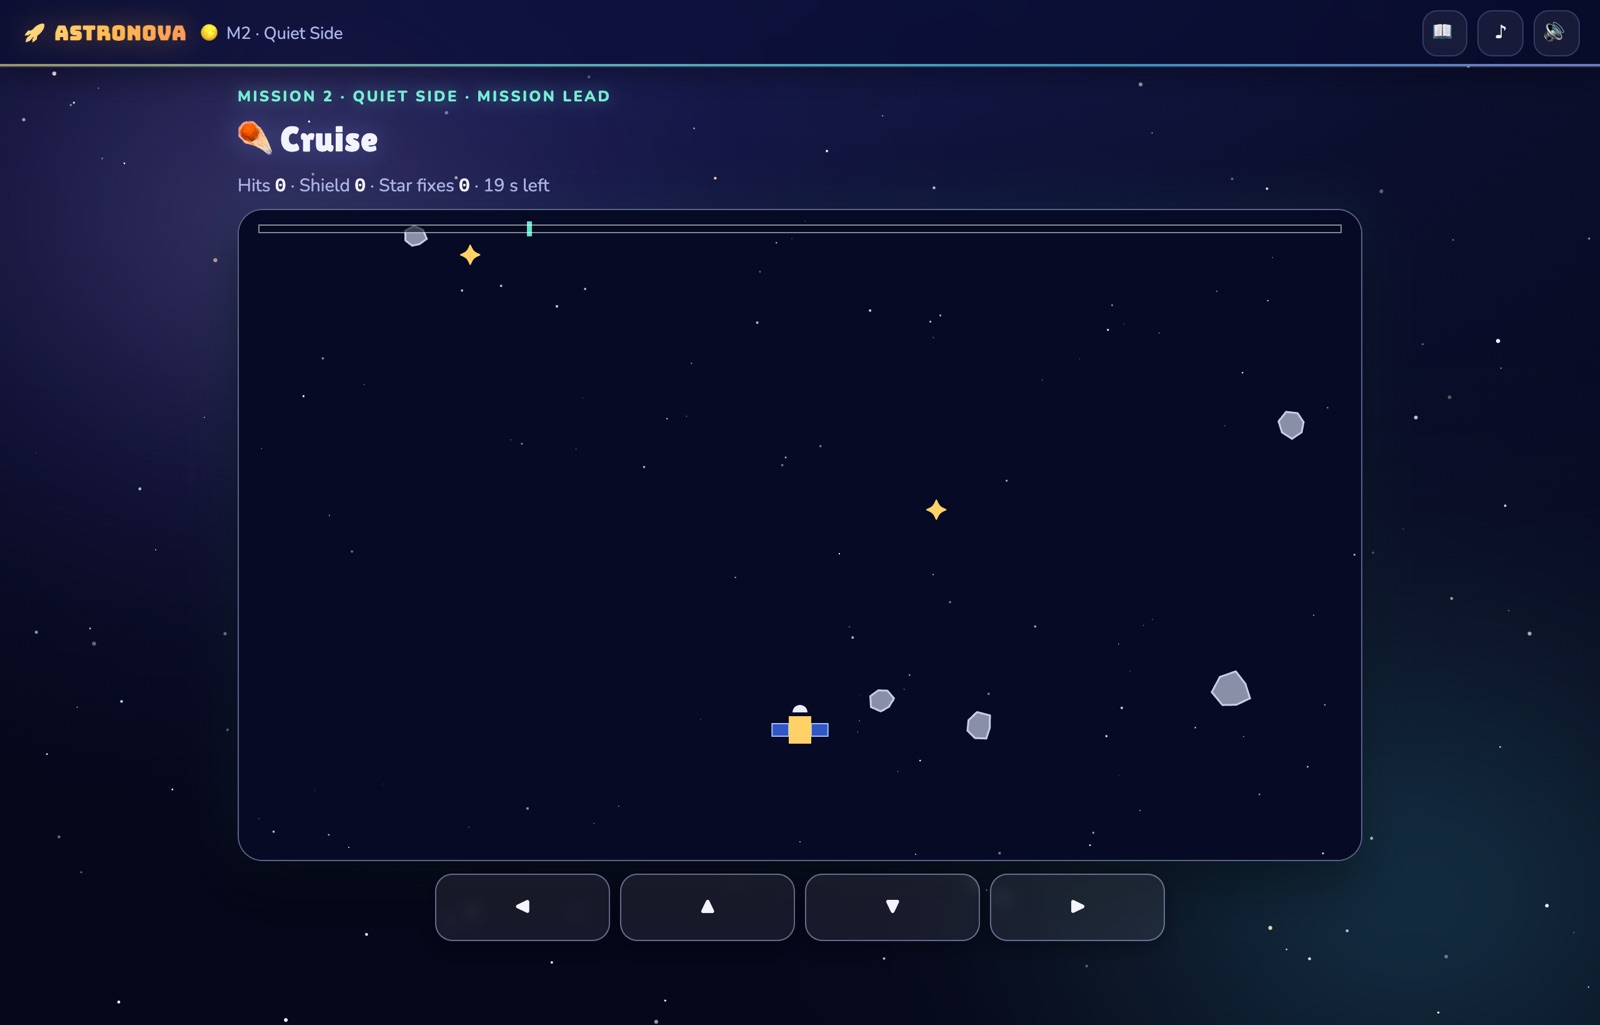 ASTRONOVA M2 · Quiet Side
MISSION 2 · QUIET SIDE · MISSION LEAD
Cruise
Hits 0 · Shield 0 · Star fixes 0 · 19 s left